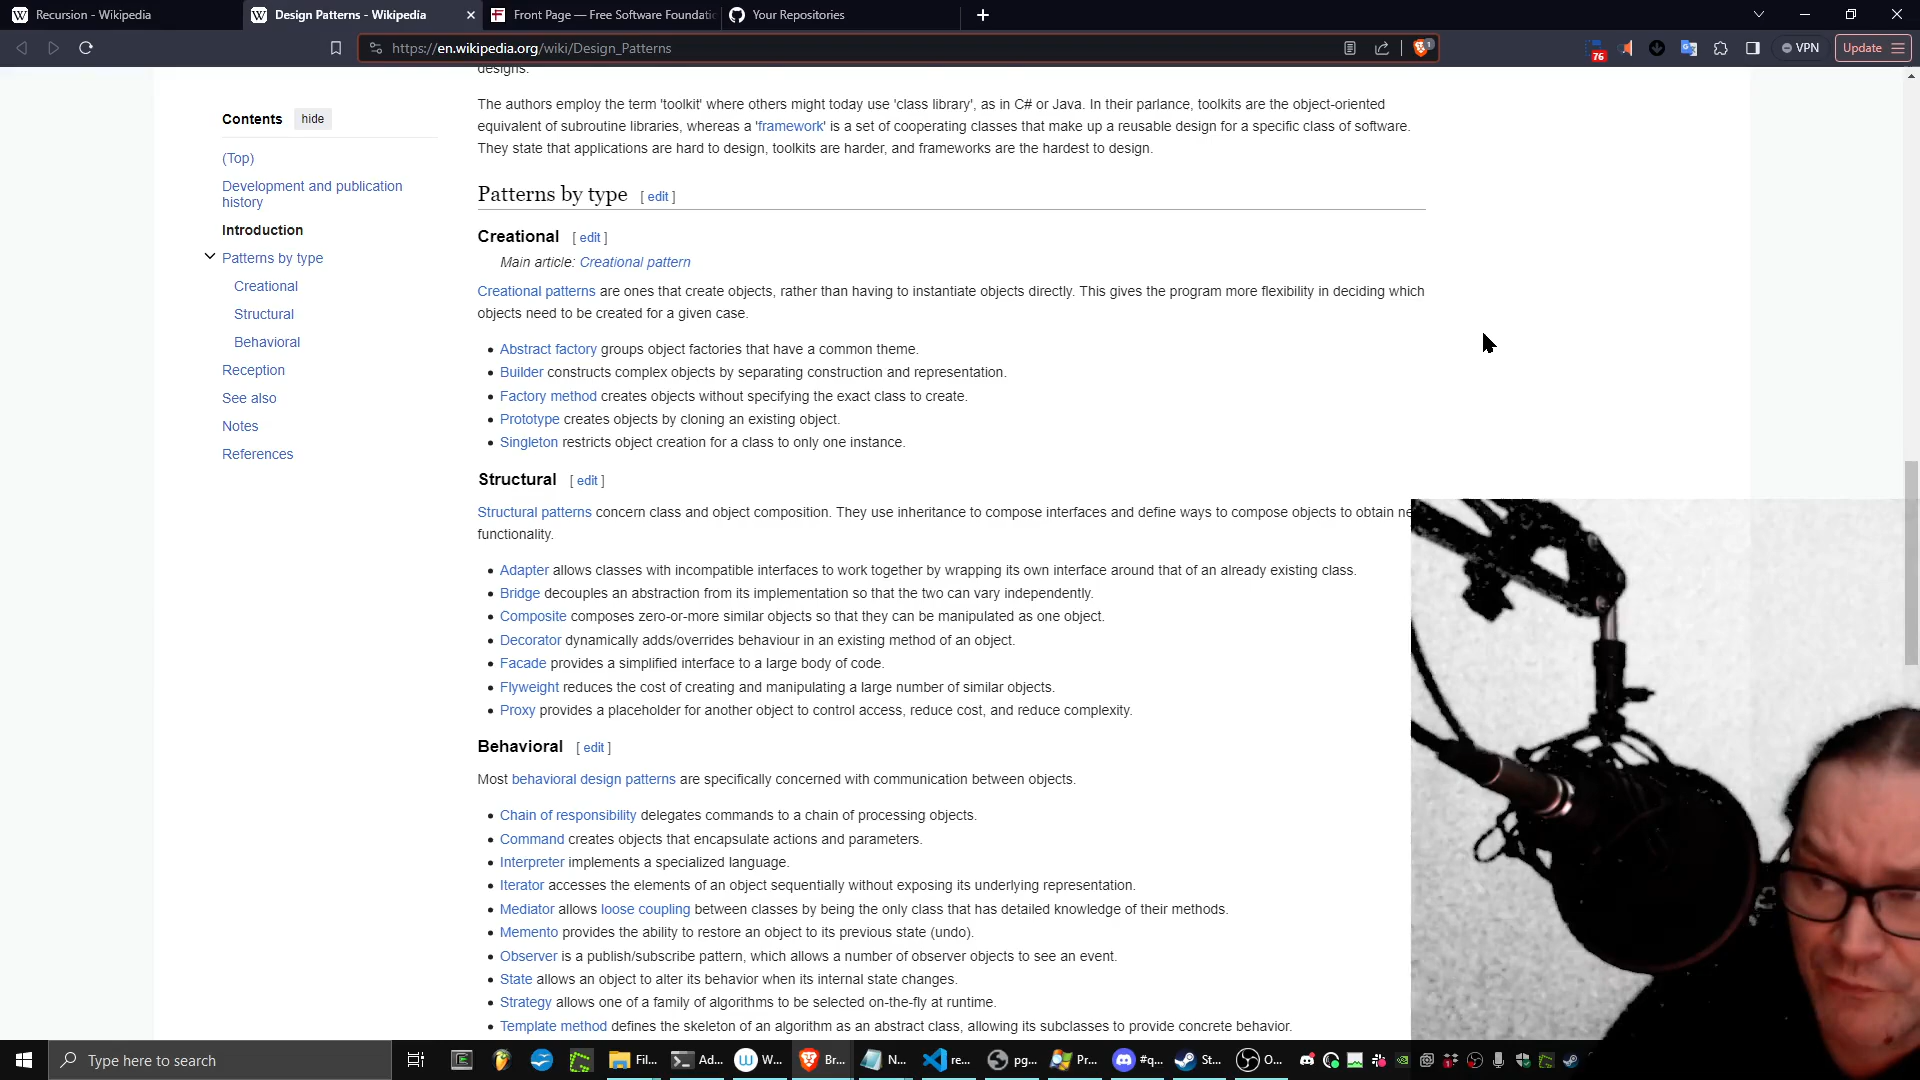 Recursion - Wikipedia
Design Patterns - Wikipedia
Front Page — Free Software Foundatio
Your Repositories
https://en.wikipedia.org/wiki/Design_Patterns
1
76
VPN
Update
designs.
The authors employ the term 'toolkit' where others might today use 'class library', as in C# or Java. In their parlance, toolkits are the object-oriented
equivalent of subroutine libraries, whereas a 'framework' is a set of cooperating classes that make up a reusable design for a specific class of software.
They state that applications are hard to design, toolkits are harder, and frameworks are the hardest to design.
Contents hide
(Top)
Development and publication
history
Introduction
Patterns by type
Creational
Structural
Behavioral
Reception
See also
Notes
References
Patterns by type [ edit ]
Creational [ edit ]
Main article: Creational pattern
Creational patterns are ones that create objects, rather than having to instantiate objects directly. This gives the program more flexibility in deciding which
objects need to be created for a given case.
• Abstract factory groups object factories that have a common theme.
• Builder constructs complex objects by separating construction and representation.
• Factory method creates objects without specifying the exact class to create.
• Prototype creates objects by cloning an existing object.
• Singleton restricts object creation for a class to only one instance.
Structural [ edit ]
Structural patterns concern class and object composition. They use inheritance to compose interfaces and define ways to compose objects to obtain ne
functionality.
• Adapter allows classes with incompatible interfaces to work together by wrapping its own interface around that of an already existing class.
• Bridge decouples an abstraction from its implementation so that the two can vary independently.
• Composite composes zero-or-more similar objects so that they can be manipulated as one object.
• Decorator dynamically adds/overrides behaviour in an existing method of an object.
• Facade provides a simplified interface to a large body of code.
• Flyweight reduces the cost of creating and manipulating a large number of similar objects.
• Proxy provides a placeholder for another object to control access, reduce cost, and reduce complexity.
Behavioral [ edit ]
Most behavioral design patterns are specifically concerned with communication between objects.
• Chain of responsibility delegates commands to a chain of processing objects.
• Command creates objects that encapsulate actions and parameters.
• Interpreter implements a specialized language.
• Iterator accesses the elements of an object sequentially without exposing its underlying representation.
• Mediator allows loose coupling between classes by being the only class that has detailed knowledge of their methods.
• Memento provides the ability to restore an object to its previous state (undo).
• Observer is a publish/subscribe pattern, which allows a number of observer objects to see an event.
• State allows an object to alter its behavior when its internal state changes.
• Strategy allows one of a family of algorithms to be selected on-the-fly at runtime.
• Template method defines the skeleton of an algorithm as an abstract class, allowing its subclasses to provide concrete behavior.
Type here to search
Fil...
Ad...
W...
Br...
N...
re...
pg...
Pr...
#q...
St...
O...